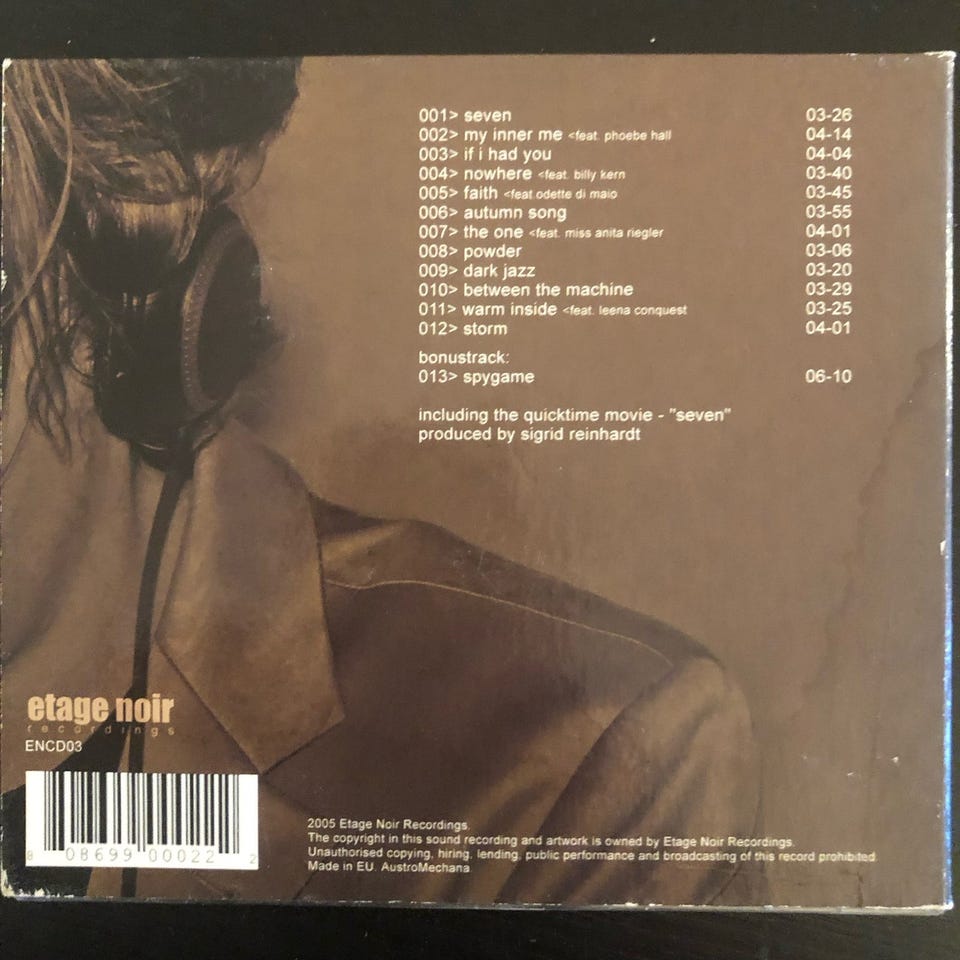 001> seven 03-26
002> my inner me <feat. phoebe hall 04-14
003> if i had you 04-04
004> nowhere <feat. billy kern 03-40
005> faith <feat odette di maio 03-45
006> autumn song 03-55
007> the one <feat. miss anita riegler 04-01
008> powder 03-06
009> dark jazz 03-20
010> between the machine 03-29
011> warm inside <feat. leena conquest 03-25
012> storm 04-01
bonustrack:
013> spygame 06-10
including the quicktime movie - "seven"
produced by sigrid reinhardt
etage noir
recordings
ENCD03
8 08699 00022 2
2005 Etage Noir Recordings.
The copyright in this sound recording and artwork is owned by Etage Noir Recordings.
Unauthorised copying, hiring, lending, public performance and broadcasting of this record prohibited.
Made in EU. AustroMechana.